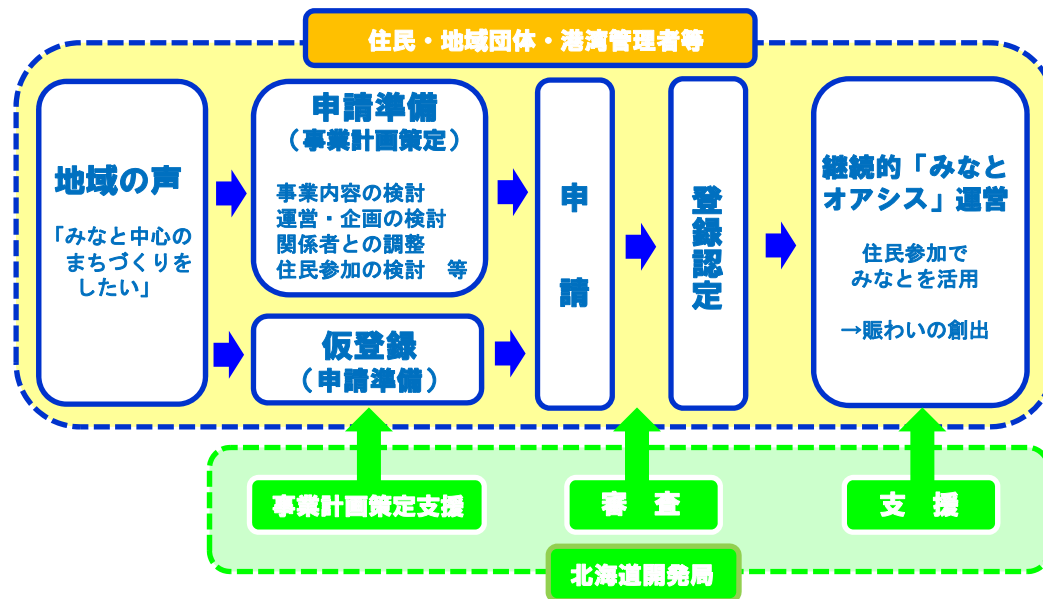 住民・地域団体・港湾管理者等
地域の声
「みなと中心の
まちづくりを
したい」
申請準備
（事業計画策定）
事業内容の検討
運営・企画の検討
関係者との調整
住民参加の検討　等
仮登録
（申請準備）
申請
登録認定
継続的「みなと
オアシス」運営
住民参加で
みなとを活用
→賑わいの創出
事業計画策定支援
審　査
支　援
北海道開発局